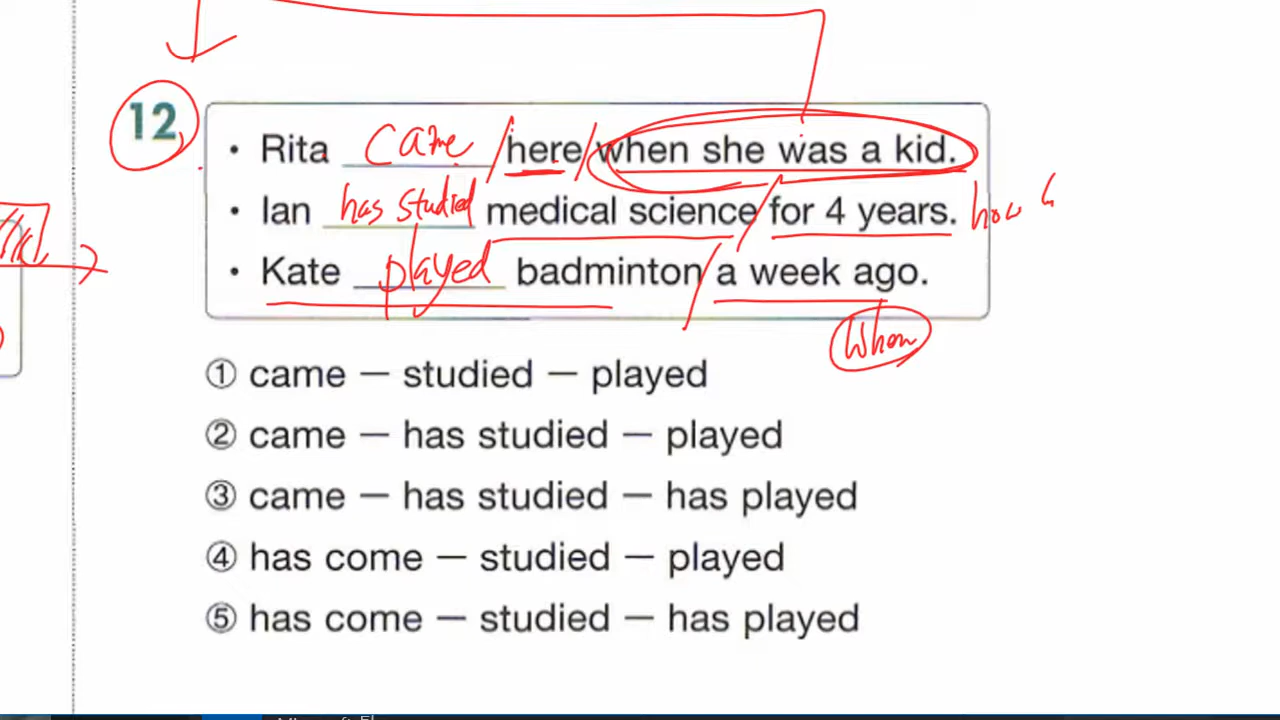 12
• Rita came / here / when she was a kid.
• Ian has studied medical science / for 4 years. how
• Kate played badminton / a week ago.
When
① came — studied — played
② came — has studied — played
③ came — has studied — has played
④ has come — studied — played
⑤ has come — studied — has played